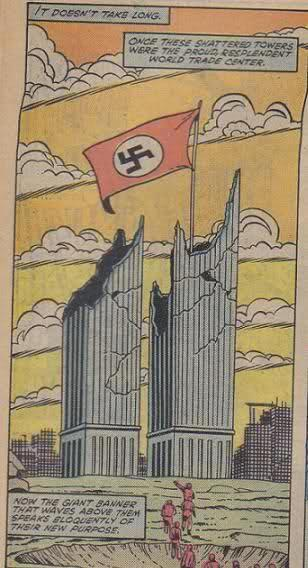 IT DOESN'T TAKE LONG.
ONCE THESE SHATTERED TOWERS
WERE THE PROUD, RESPLENDENT
WORLD TRADE CENTER.
NOW THE GIANT BANNER
THAT WAVES ABOVE THEM
SPEAKS ELOQUENTLY OF
THEIR NEW PURPOSE.